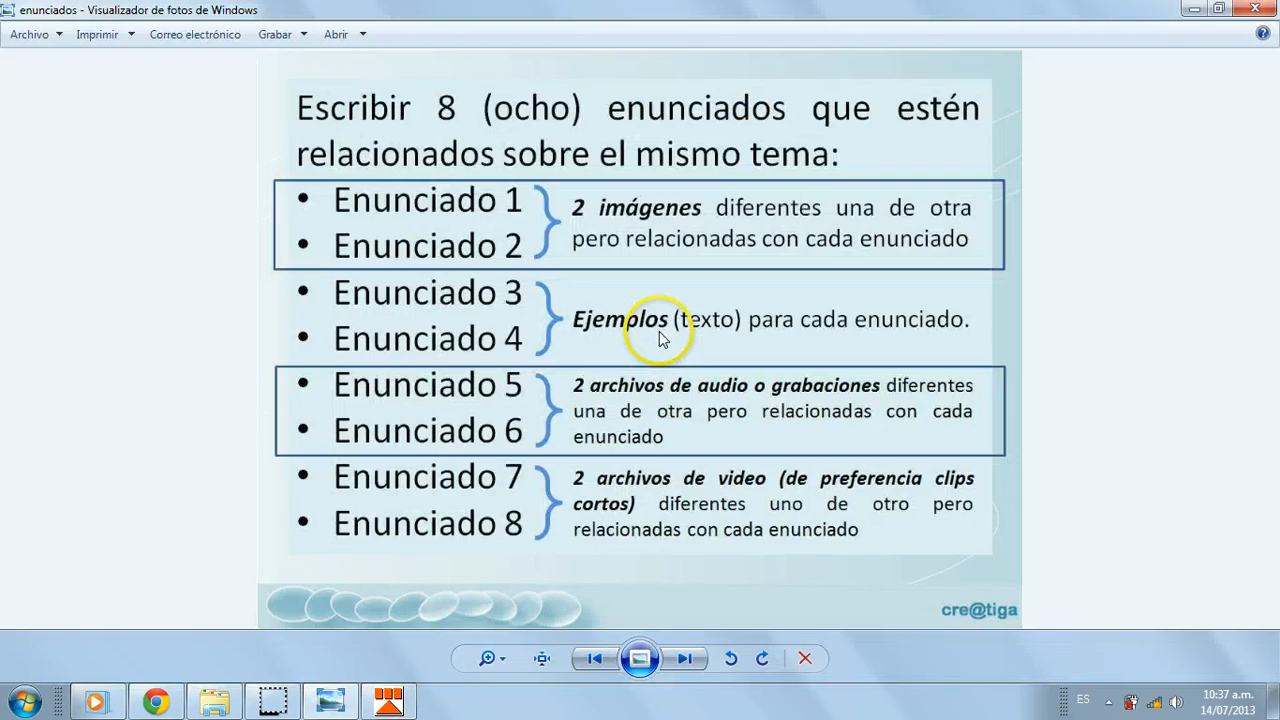 enunciados - Visualizador de fotos de Windows
Archivo Imprimir Correo electrónico Grabar Abrir
Escribir 8 (ocho) enunciados que estén
relacionados sobre el mismo tema:
• Enunciado 1
• Enunciado 2
2 imágenes diferentes una de otra
pero relacionadas con cada enunciado
• Enunciado 3
• Enunciado 4
Ejemplos (texto) para cada enunciado.
• Enunciado 5
• Enunciado 6
2 archivos de audio o grabaciones diferentes
una de otra pero relacionadas con cada
enunciado
• Enunciado 7
• Enunciado 8
2 archivos de video (de preferencia clips
cortos) diferentes uno de otro pero
relacionadas con cada enunciado
cre@tiga
ES
10:37 a.m.
14/07/2013